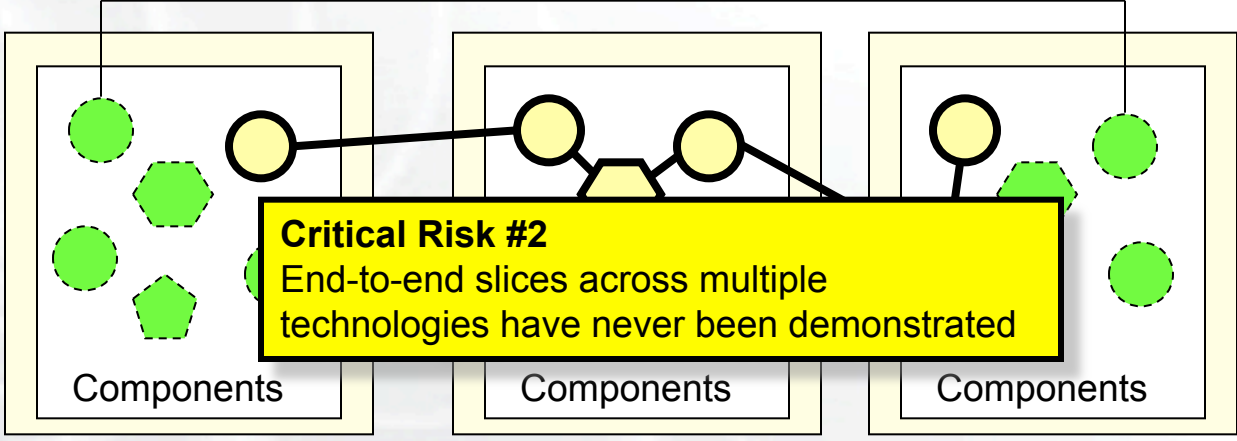 Critical Risk #2
End-to-end slices across multiple
technologies have never been demonstrated
Components
Components
Components